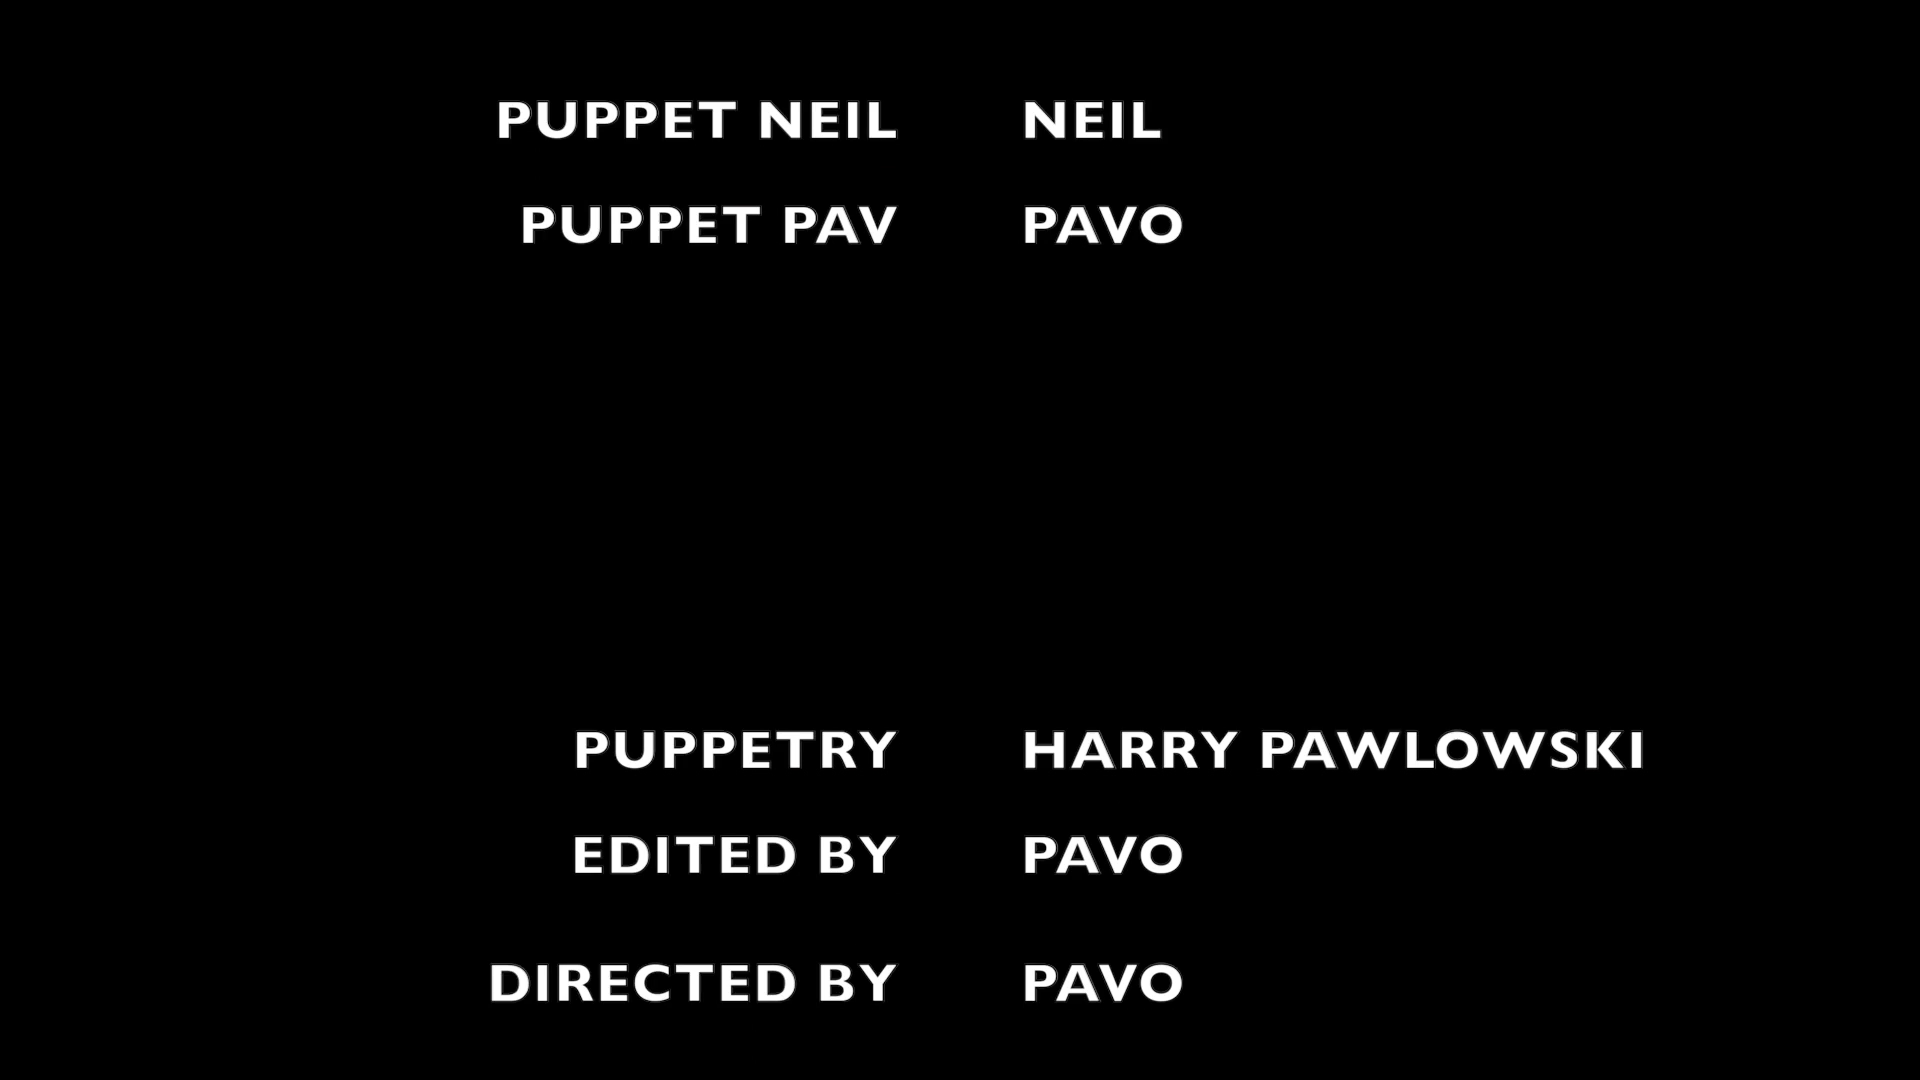 PUPPET NEIL NEIL
PUPPET PAV PAVO
PUPPETRY HARRY PAWLOWSKI
EDITED BY PAVO
DIRECTED BY PAVO